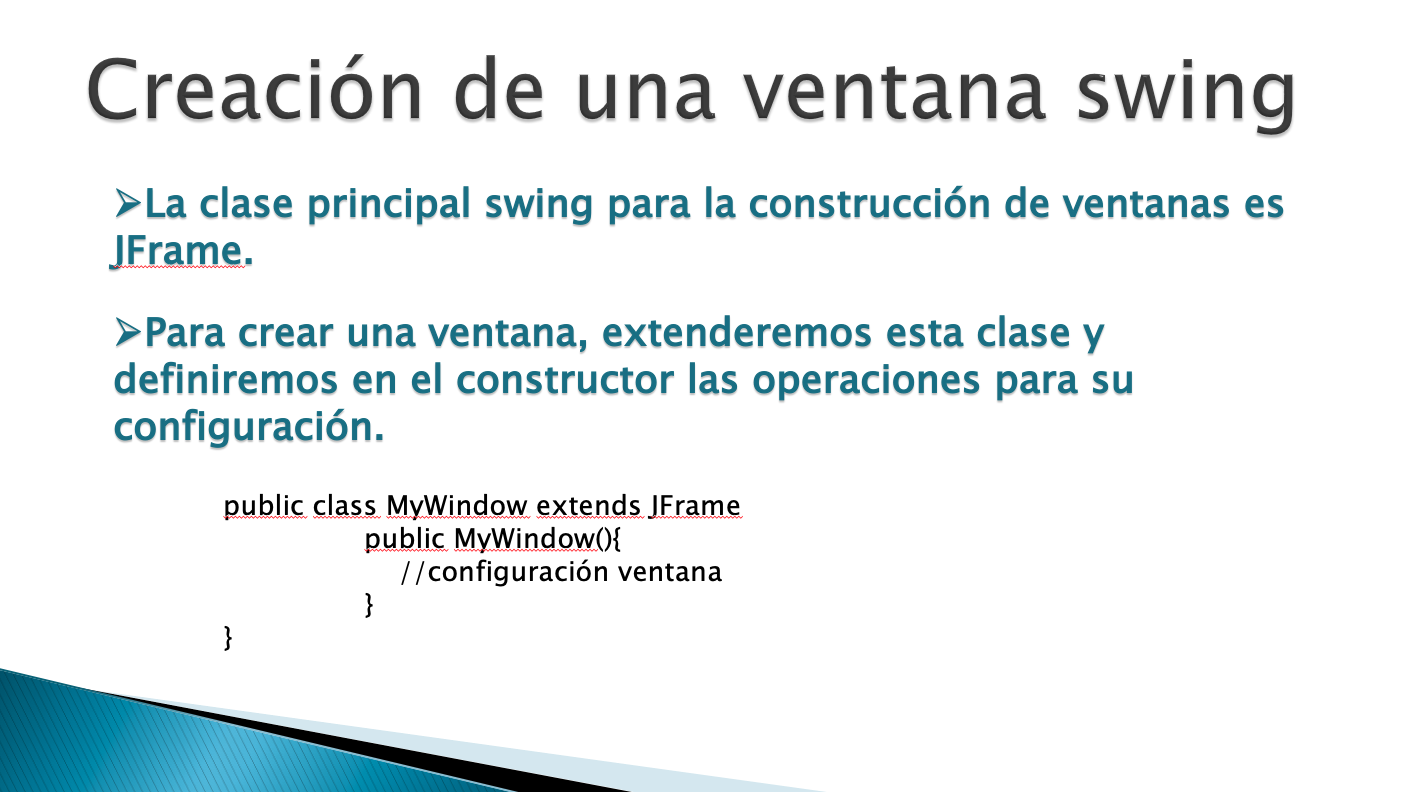 Creación de una ventana swing
➢La clase principal swing para la construcción de ventanas es
JFrame.
➢Para crear una ventana, extenderemos esta clase y
definiremos en el constructor las operaciones para su
configuración.
public class MyWindow extends JFrame
public MyWindow(){
//configuración ventana
}
}